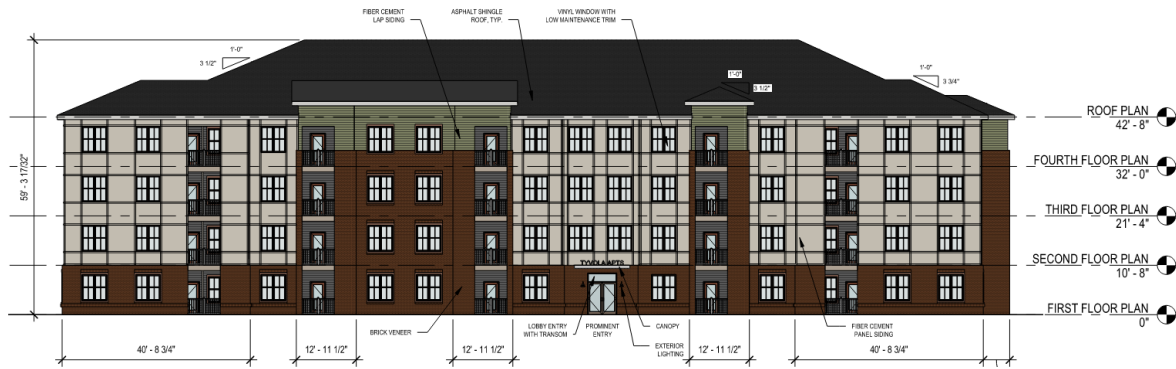 FIBER CEMENT
LAP SIDING
ASPHALT SHINGLE
ROOF, TYP.
VINYL WINDOW WITH
LOW MAINTENANCE TRIM
1'-0"
3 1/2"
1'-0"
3 1/2"
1'-0"
3 3/4"
59' - 3 17/32"
ROOF PLAN
42' - 8"
FOURTH FLOOR PLAN
32' - 0"
THIRD FLOOR PLAN
21' - 4"
SECOND FLOOR PLAN
10' - 8"
FIRST FLOOR PLAN
0"
TYVOLA APTS
BRICK VENEER
LOBBY ENTRY
WITH TRANSOM
PROMINENT
ENTRY
CANOPY
EXTERIOR
LIGHTING
FIBER CEMENT
PANEL SIDING
40' - 8 3/4"
12' - 11 1/2"
12' - 11 1/2"
12' - 11 1/2"
40' - 8 3/4"